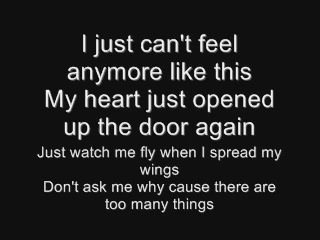 I just can't feel
anymore like this
My heart just opened
up the door again
Just watch me fly when I spread my
wings
Don't ask me why cause there are
too many things